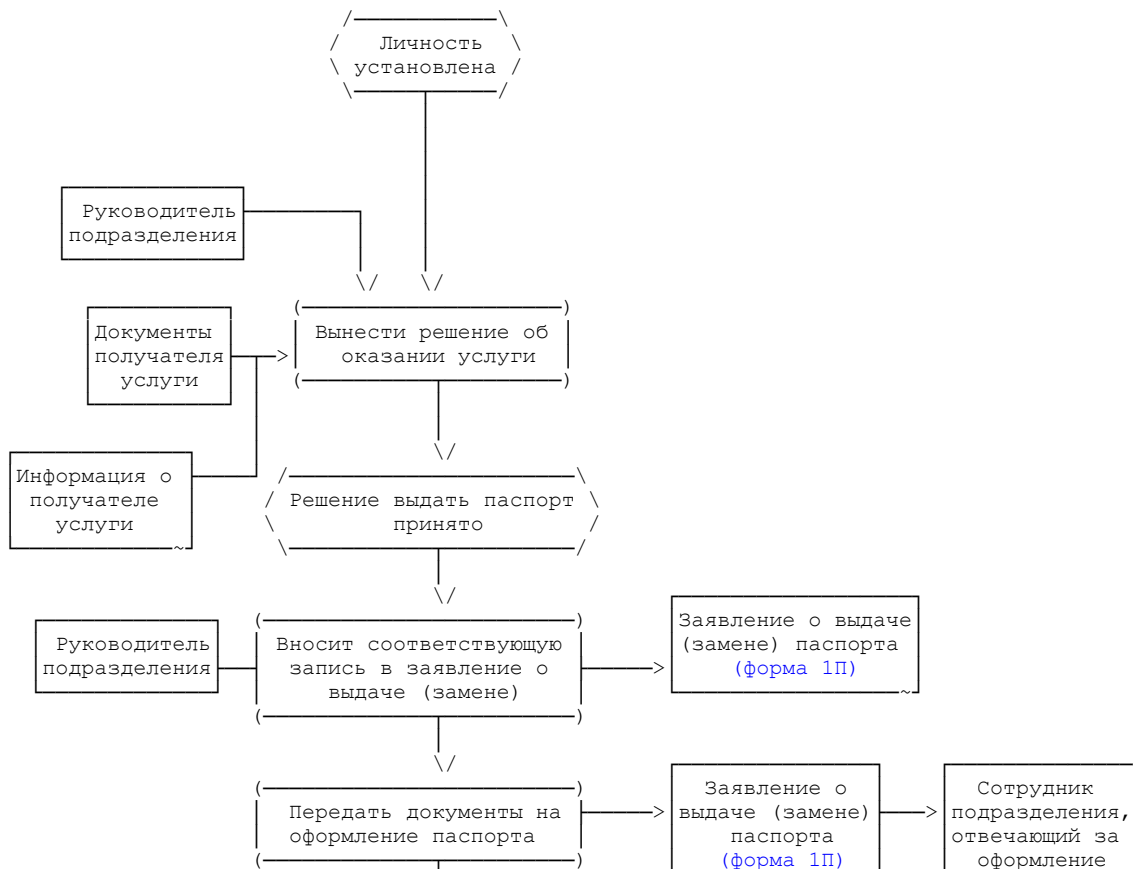 Личность
установлена
Руководитель
подразделения
Документы
получателя
услуги
Вынести решение об
оказании услуги
Информация о
получателе
услуги
Решение выдать паспорт
принято
Руководитель
подразделения
Вносит соответствующую
запись в заявление о
выдаче (замене)
Заявление о выдаче
(замене) паспорта
(форма 1П)
Передать документы на
оформление паспорта
Заявление о
выдаче (замене)
паспорта
(форма 1П)
Сотрудник
подразделения,
отвечающий за
оформление